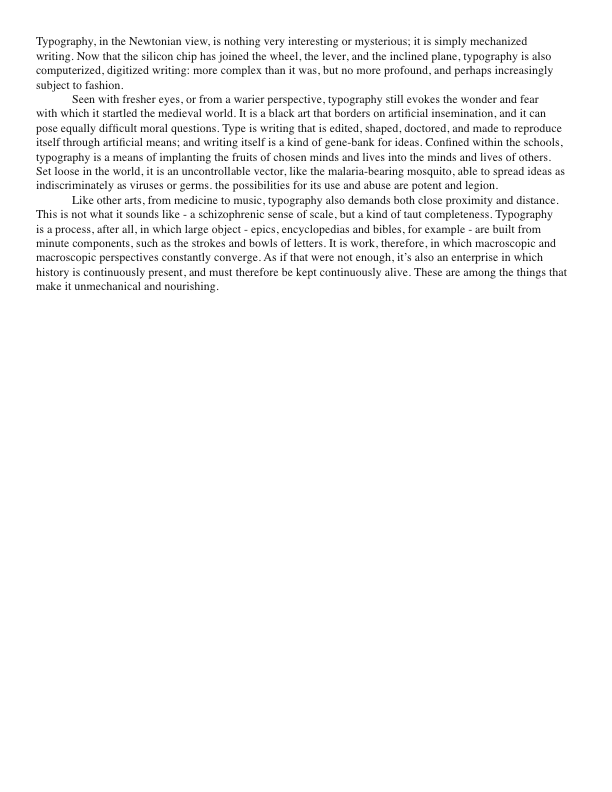 Typography, in the Newtonian view, is nothing very interesting or mysterious; it is simply mechanized
writing. Now that the silicon chip has joined the wheel, the lever, and the inclined plane, typography is also
computerized, digitized writing: more complex than it was, but no more profound, and perhaps increasingly
subject to fashion.
Seen with fresher eyes, or from a warier perspective, typography still evokes the wonder and fear
with which it startled the medieval world. It is a black art that borders on artificial insemination, and it can
pose equally difficult moral questions. Type is writing that is edited, shaped, doctored, and made to reproduce
itself through artificial means; and writing itself is a kind of gene-bank for ideas. Confined within the schools,
typography is a means of implanting the fruits of chosen minds and lives into the minds and lives of others.
Set loose in the world, it is an uncontrollable vector, like the malaria-bearing mosquito, able to spread ideas as
indiscriminately as viruses or germs. the possibilities for its use and abuse are potent and legion.
Like other arts, from medicine to music, typography also demands both close proximity and distance.
This is not what it sounds like - a schizophrenic sense of scale, but a kind of taut completeness. Typography
is a process, after all, in which large object - epics, encyclopedias and bibles, for example - are built from
minute components, such as the strokes and bowls of letters. It is work, therefore, in which macroscopic and
macroscopic perspectives constantly converge. As if that were not enough, it's also an enterprise in which
history is continuously present, and must therefore be kept continuously alive. These are among the things that
make it unmechanical and nourishing.